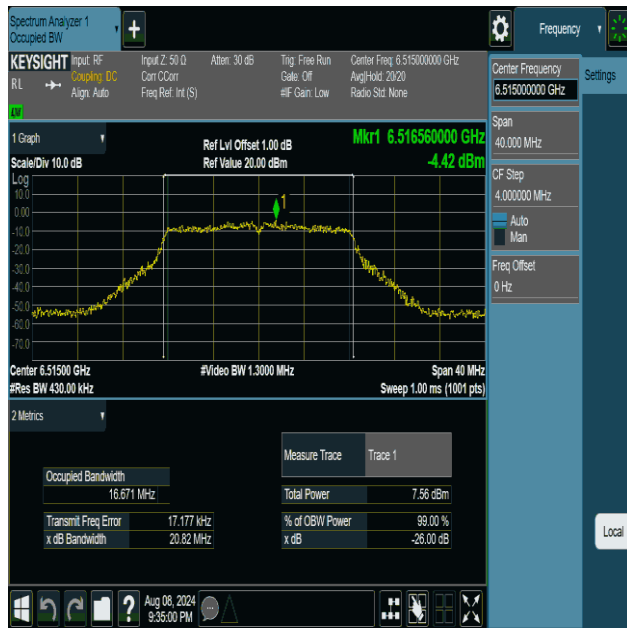 Spectrum Analyzer 1
Occupied BW
+
Frequency
KEYSIGHT
RL
Input: RF
Coupling: DC
Align: Auto
Input Z: 50 Ω
Corr CCorr
Freq Ref: Int (S)
Atten: 30 dB
Trig: Free Run
Gate: Off
#IF Gain: Low
Center Freq: 6.515000000 GHz
Avg|Hold: 20/20
Radio Std: None
Center Frequency
6.515000000 GHz
Settings
Span
40.000 MHz
CF Step
4.000000 MHz
Auto
Man
Freq Offset
0 Hz
1 Graph
Scale/Div 10.0 dB
Ref Lvl Offset 1.00 dB
Ref Value 20.00 dBm
Mkr1 6.516560000 GHz
-4.42 dBm
Log
10.0
0.00
-10.0
-20.0
-30.0
-40.0
-50.0
-60.0
-70.0
1
Center 6.51500 GHz
#Res BW 430.00 kHz
#Video BW 1.3000 MHz
Span 40 MHz
Sweep 1.00 ms (1001 pts)
2 Metrics
Measure Trace Trace 1
Occupied Bandwidth
16.671 MHz
Total Power 7.56 dBm
Transmit Freq Error 17.177 kHz
% of OBW Power 99.00 %
x dB Bandwidth 20.82 MHz
x dB -26.00 dB
Local
?
Aug 08, 2024
9:35:00 PM